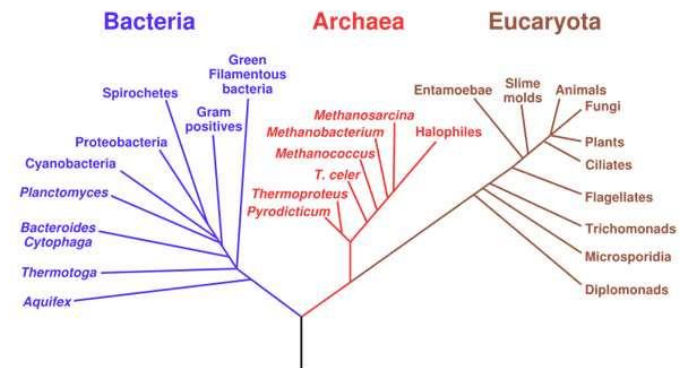 Bacteria
Archaea
Eucaryota
Green
Filamentous
bacteria
Spirochetes
Gram
positives
Proteobacteria
Cyanobacteria
Planctomyces
Bacteroides
Cytophaga
Thermotoga
Aquifex
Methanosarcina
Methanobacterium
Halophiles
Methanococcus
T. celer
Thermoproteus
Pyrodicticum
Entamoebae
Slime
molds
Animals
Fungi
Plants
Ciliates
Flagellates
Trichomonads
Microsporidia
Diplomonads